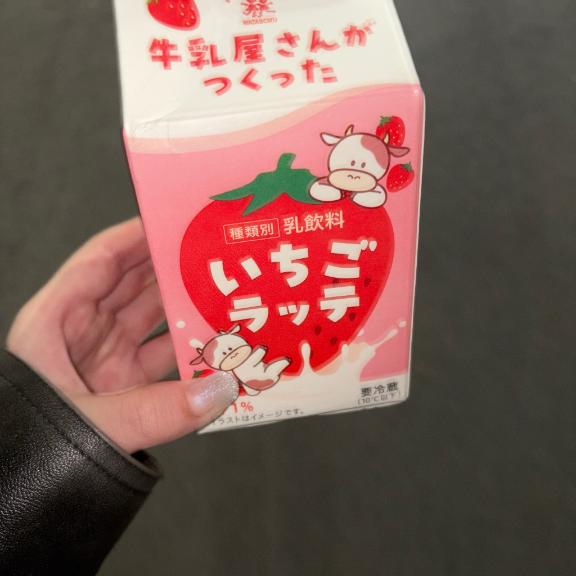 牛乳屋さんが
つくった
種類別 乳飲料
いちご
ラッテ
要冷蔵
(10℃以下)
1%
ラストはイメージです。